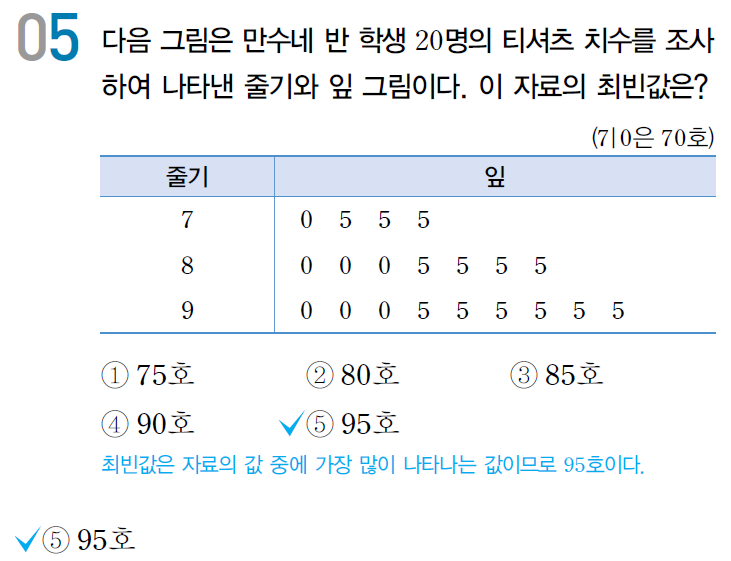 05 다음 그림은 만수네 반 학생 20명의 티셔츠 치수를 조사
하여 나타낸 줄기와 잎 그림이다. 이 자료의 최빈값은?
(7|0은 70호)
줄기 잎
7 0 5 5 5
8 0 0 0 5 5 5 5
9 0 0 0 5 5 5 5 5 5
① 75호 ② 80호 ③ 85호
④ 90호 ⑤ 95호
최빈값은 자료의 값 중에 가장 많이 나타나는 값이므로 95호이다.
⑤ 95호